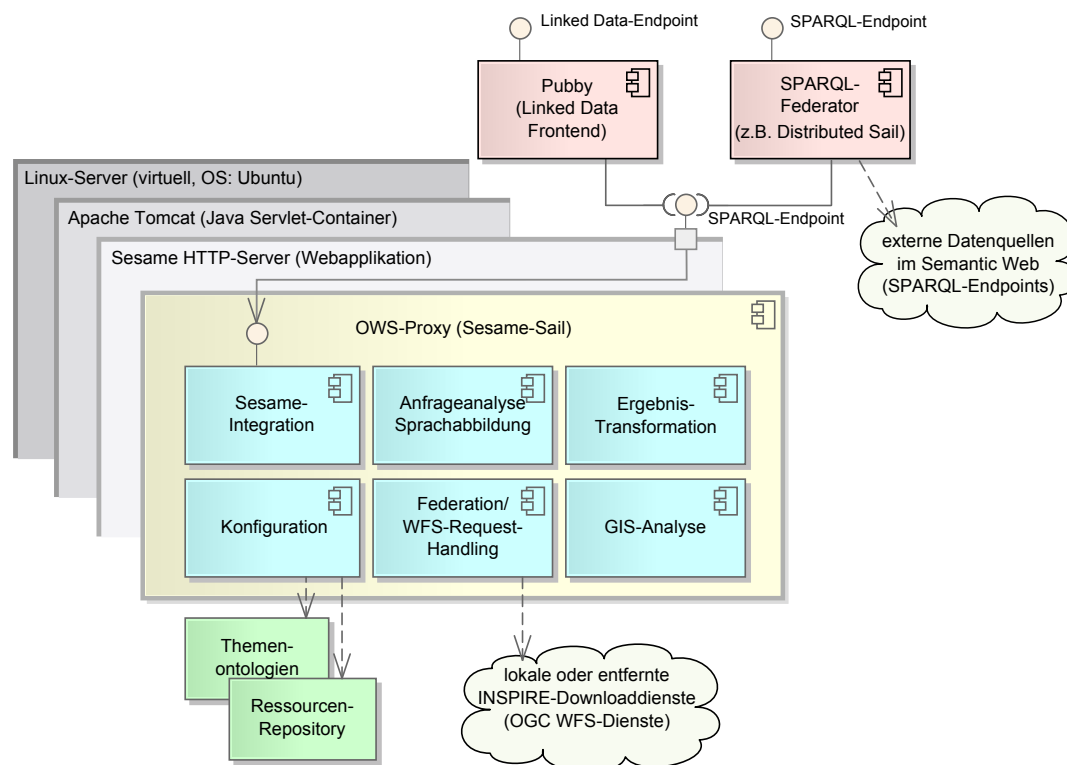 Linked Data-Endpoint
SPARQL-Endpoint
Pubby
(Linked Data
Frontend)
SPARQL-
Federator
(z.B. Distributed Sail)
Linux-Server (virtuell, OS: Ubuntu)
Apache Tomcat (Java Servlet-Container)
SPARQL-Endpoint
Sesame HTTP-Server (Webapplikation)
externe Datenquellen
im Semantic Web
(SPARQL-Endpoints)
OWS-Proxy (Sesame-Sail)
Sesame-
Integration
Anfrageanalyse
Sprachabbildung
Ergebnis-
Transformation
Konfiguration
Federation/
WFS-Request-
Handling
GIS-Analyse
Themen-
ontologien
Ressourcen-
Repository
lokale oder entfernte
INSPIRE-Downloaddienste
(OGC WFS-Dienste)